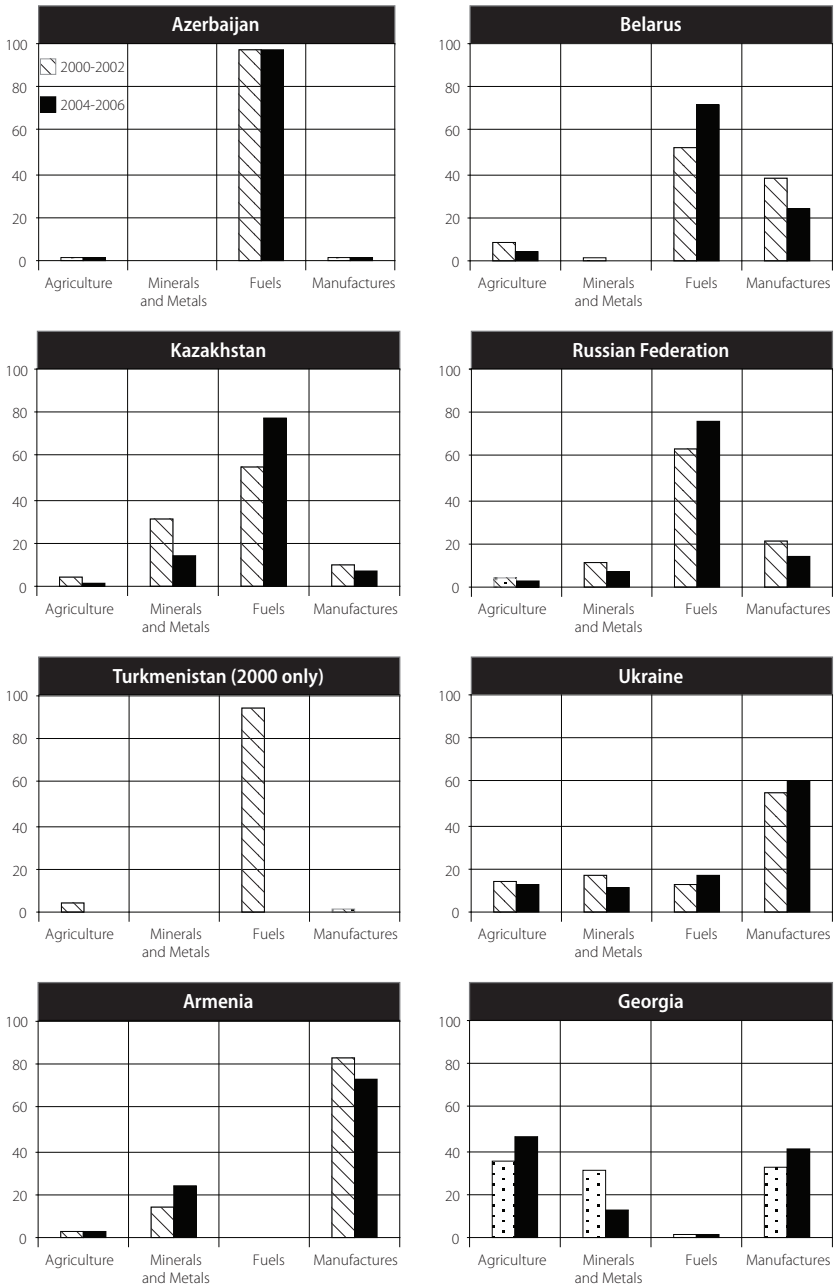 Azerbaijan
100
80
60
40
20
0
2000-2002
2004-2006
Agriculture
Minerals
and Metals
Fuels
Manufactures
Belarus
100
80
60
40
20
0
Agriculture
Minerals
and Metals
Fuels
Manufactures
Kazakhstan
100
80
60
40
20
0
Agriculture
Minerals
and Metals
Fuels
Manufactures
Russian Federation
100
80
60
40
20
0
Agriculture
Minerals
and Metals
Fuels
Manufactures
Turkmenistan (2000 only)
100
80
60
40
20
0
Agriculture
Minerals
and Metals
Fuels
Manufactures
Ukraine
100
80
60
40
20
0
Agriculture
Minerals
and Metals
Fuels
Manufactures
Armenia
100
80
60
40
20
0
Agriculture
Minerals
and Metals
Fuels
Manufactures
Georgia
100
80
60
40
20
0
Agriculture
Minerals
and Metals
Fuels
Manufactures